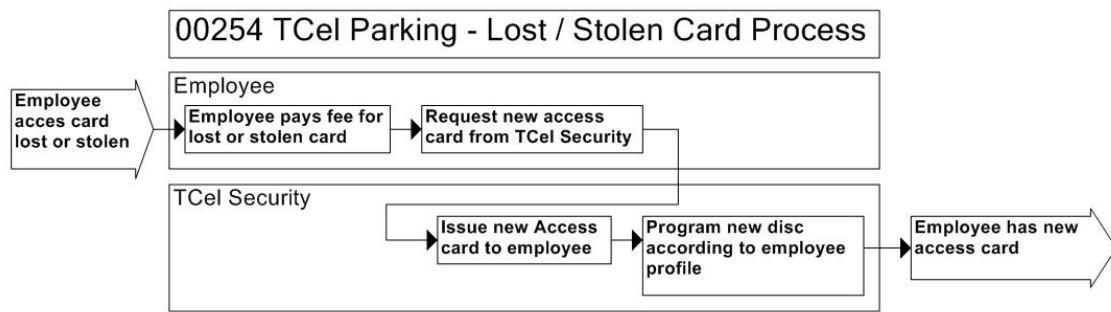 00254 TCel Parking - Lost / Stolen Card Process
Employee
acces card
lost or stolen
Employee
Employee pays fee for
lost or stolen card
Request new access
card from TCel Security
TCel Security
Issue new Access
card to employee
Program new disc
according to employee
profile
Employee has new
access card